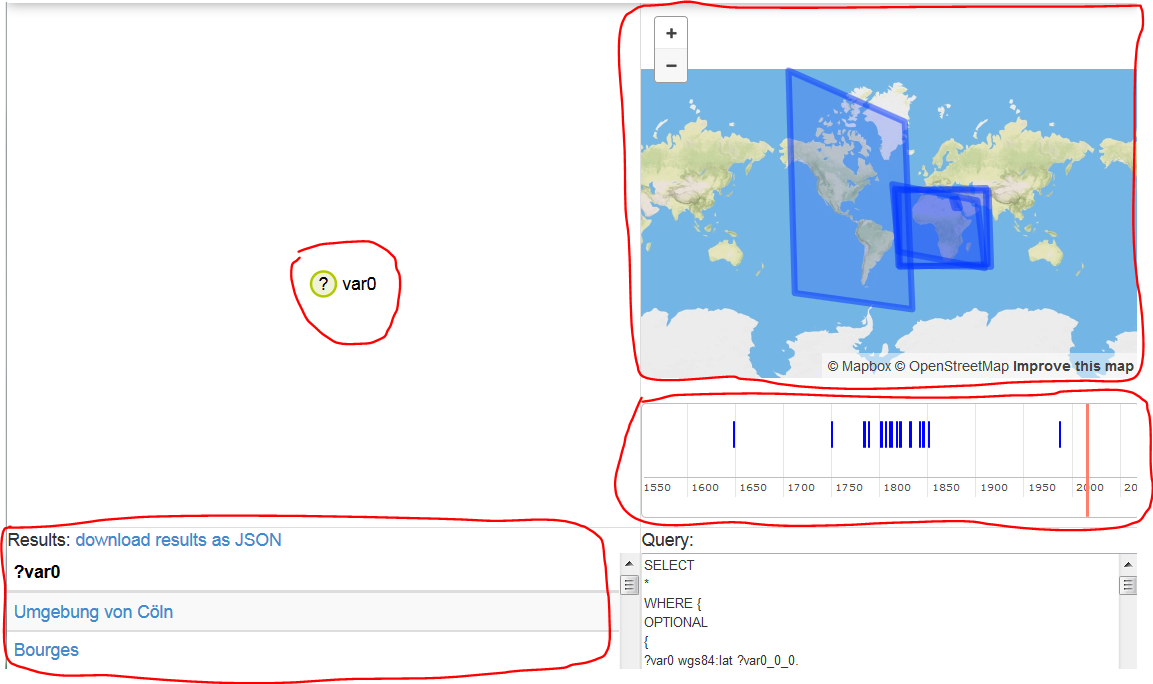 +
−
? var0
© Mapbox © OpenStreetMap Improve this map
1550 1600 1650 1700 1750 1800 1850 1900 1950 2000 20
Results: download results as JSON
?var0
Umgebung von Cöln
Bourges
Query:
SELECT
*
WHERE {
OPTIONAL
{
?var0 wgs84:lat ?var0_0_0.